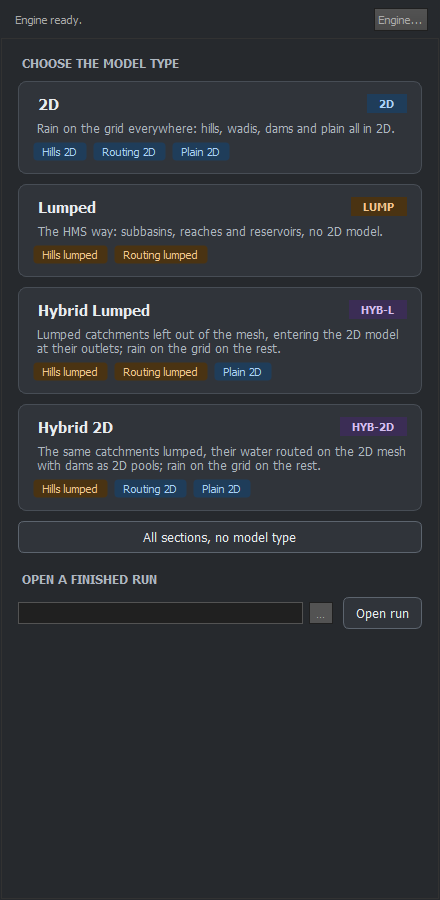 Engine ready.
Engine...
CHOOSE THE MODEL TYPE
2D
2D
Rain on the grid everywhere: hills, wadis, dams and plain all in 2D.
Hills 2D
Routing 2D
Plain 2D
Lumped
LUMP
The HMS way: subbasins, reaches and reservoirs, no 2D model.
Hills lumped
Routing lumped
Hybrid Lumped
HYB-L
Lumped catchments left out of the mesh, entering the 2D model
at their outlets; rain on the grid on the rest.
Hills lumped
Routing lumped
Plain 2D
Hybrid 2D
HYB-2D
The same catchments lumped, their water routed on the 2D mesh
with dams as 2D pools; rain on the grid on the rest.
Hills lumped
Routing 2D
Plain 2D
All sections, no model type
OPEN A FINISHED RUN
...
Open run